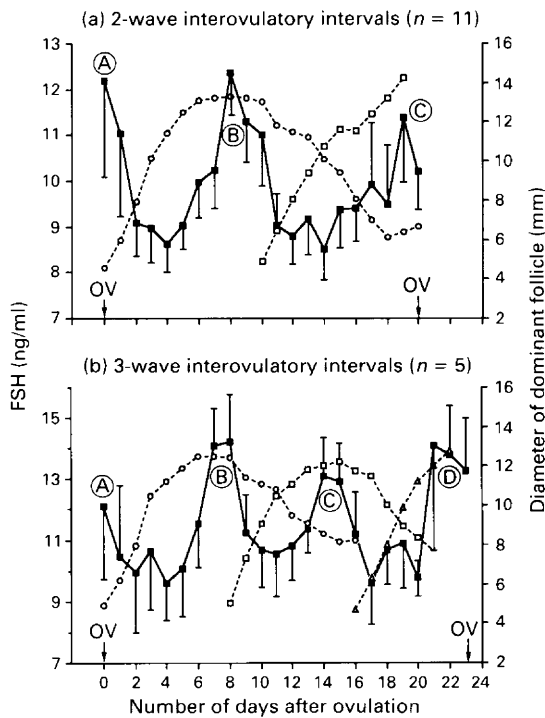 (a) 2-wave interovulatory intervals (n = 11)
13
12
11
10
9
8
7
16
14
12
10
8
6
4
2
A
B
C
OV
OV
(b) 3-wave interovulatory intervals (n = 5)
15
13
11
9
7
16
14
12
10
8
6
4
2
A
B
C
D
OV
OV
0 2 4 6 8 10 12 14 16 18 20 22 24
Number of days after ovulation
FSH (ng/ml)
Diameter of dominant follicle (mm)